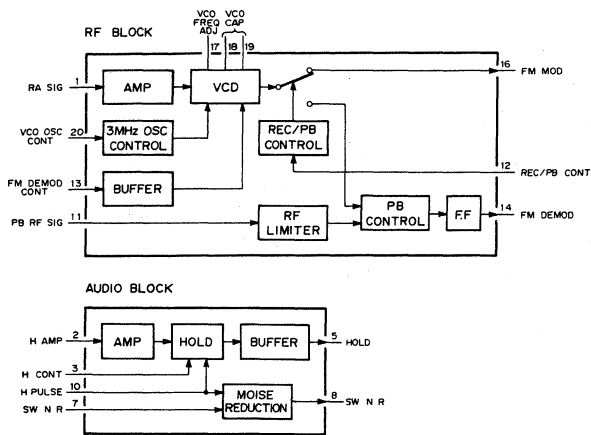 RF BLOCK
VCO
FREQ
ADJ
VCO
CAP
17
18
19
RA SIG
1
AMP
VCD
16
FM MOD
VCO OSC
CONT
20
3MHz OSC
CONTROL
REC/PB
CONTROL
12
REC/PB CONT
FM DEMOD
CONT
13
BUFFER
PB RF SIG
11
RF
LIMITER
PB
CONTROL
F.F
14
FM DEMOD
AUDIO BLOCK
H AMP
2
AMP
HOLD
BUFFER
5
HOLD
H CONT
3
H PULSE
10
SW N R
7
MOISE
REDUCTION
8
SW N R